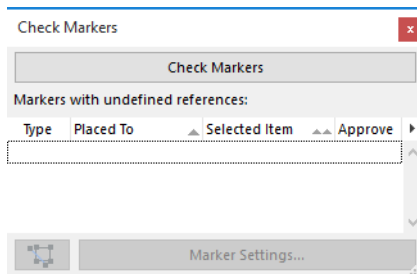 Check Markers
Check Markers
Markers with undefined references:
Type Placed To Selected Item Approve
Marker Settings...